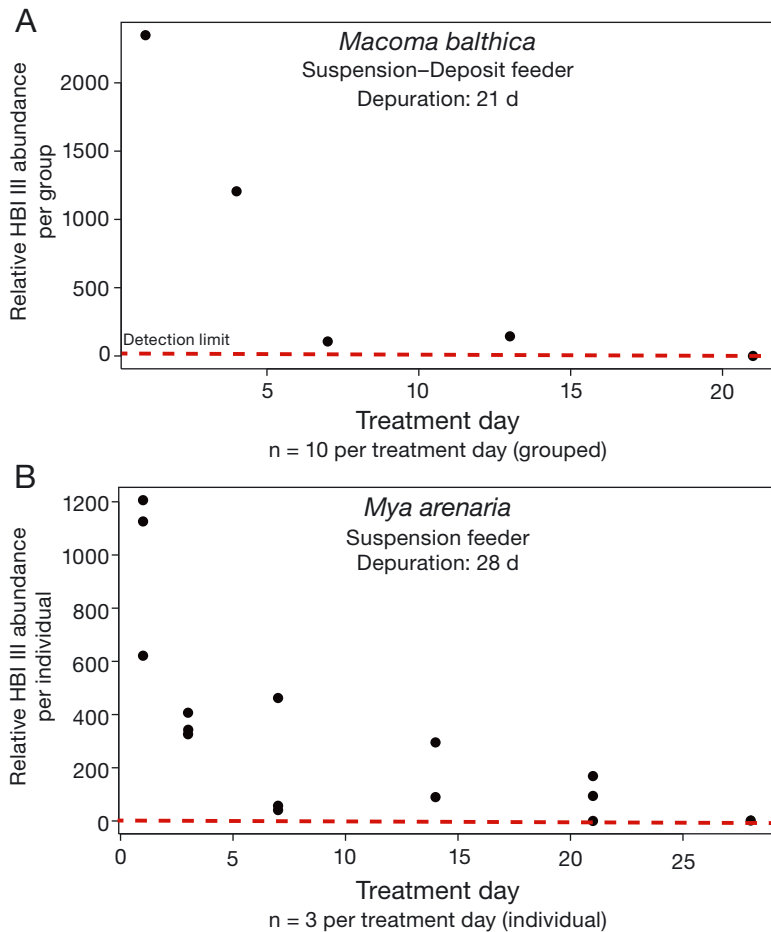 A
Macoma balthica
Suspension–Deposit feeder
Depuration: 21 d
Relative HBI III abundance
per group
2000
1500
1000
500
0
Detection limit
5
10
15
20
Treatment day
n = 10 per treatment day (grouped)
B
Mya arenaria
Suspension feeder
Depuration: 28 d
Relative HBI III abundance
per individual
1200
1000
800
600
400
200
0
0
5
10
15
20
25
Treatment day
n = 3 per treatment day (individual)